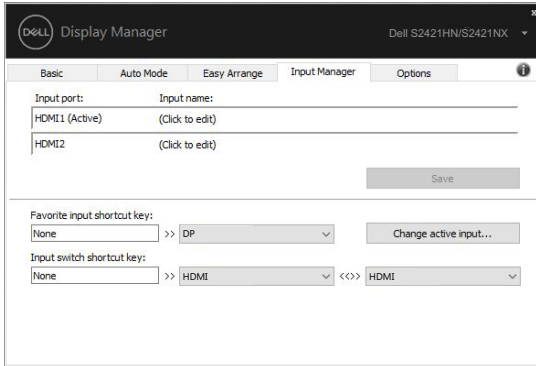 x
DELL Display Manager Dell S2421HN/S2421NX
Basic Auto Mode Easy Arrange Input Manager Options i
Input port: Input name:
HDMI1 (Active) (Click to edit)
HDMI2 (Click to edit)
Save
Favorite input shortcut key:
None >> DP Change active input...
Input switch shortcut key:
None >> HDMI <<>> HDMI